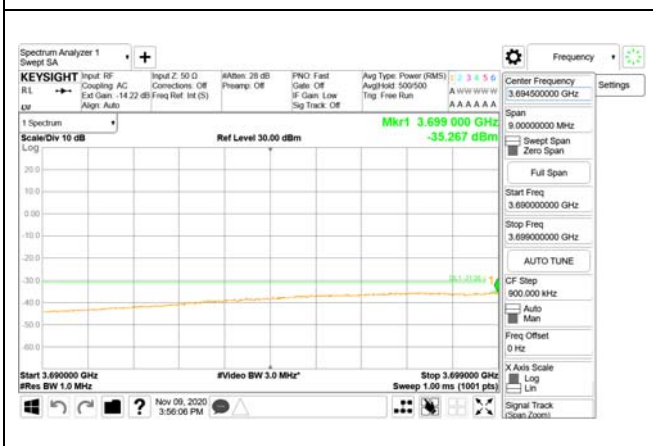 Spectrum Analyzer 1
Swept SA
+
Frequency
KEYSIGHT
Input: RF
Coupling: AC
Ext Gain: -14.22 dB
Align: Auto
Input Z: 50 Ω
Corrections: Off
Freq Ref: Int (S)
#Atten: 28 dB
Preamp: Off
PNO: Fast
Gate: Off
IF Gain: Low
Sig Track: Off
Avg Type: Power (RMS)
Avg|Hold: 500/500
Trig: Free Run
1 2 3 4 5 6
A W W W W W
A A A A A A
RL
1 Spectrum
Scale/Div 10 dB
Log
Ref Level 30.00 dBm
Mkr1 3.699 000 GHz
-35.267 dBm
20.0
10.0
0.00
-10.0
-20.0
-30.0
-40.0
-50.0
-60.0
Start 3.690000 GHz
#Res BW 1.0 MHz
#Video BW 3.0 MHz*
Stop 3.699000 GHz
Sweep 1.00 ms (1001 pts)
Nov 09, 2020
3:56:06 PM
Center Frequency
3.694500000 GHz
Settings
Span
9.00000000 MHz
Swept Span
Zero Span
Full Span
Start Freq
3.690000000 GHz
Stop Freq
3.699000000 GHz
AUTO TUNE
CF Step
900.000 kHz
Auto
Man
Freq Offset
0 Hz
X Axis Scale
Log
Lin
Signal Track
(Span Zoom)